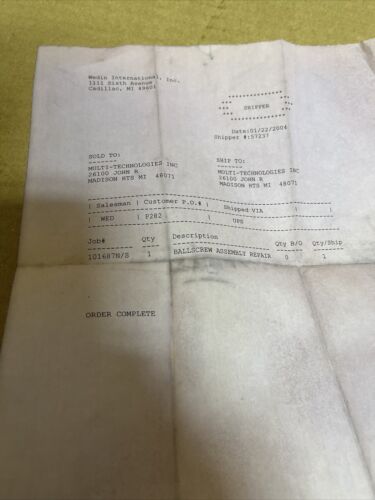 Wedin International, Inc.
1111 Sixth Avenue
Cadillac, MI 49601
SHIPPER
Date:01/22/2004
Shipper #:57237
SOLD TO:
MULTI-TECHNOLOGIES INC
26100 JOHN R
MADISON HTS MI 48071
SHIP TO:
MULTI-TECHNOLOGIES INC
26100 JOHN R
MADISON HTS MI 48071
| Salesman | Customer P.O.# | Shipped VIA |
| WED | P282 | UPS |
Job# Qty Description Qty B/O Qty/Ship
101687N/S 1 BALLSCREW ASSEMBLY REPAIR 0 1
ORDER COMPLETE